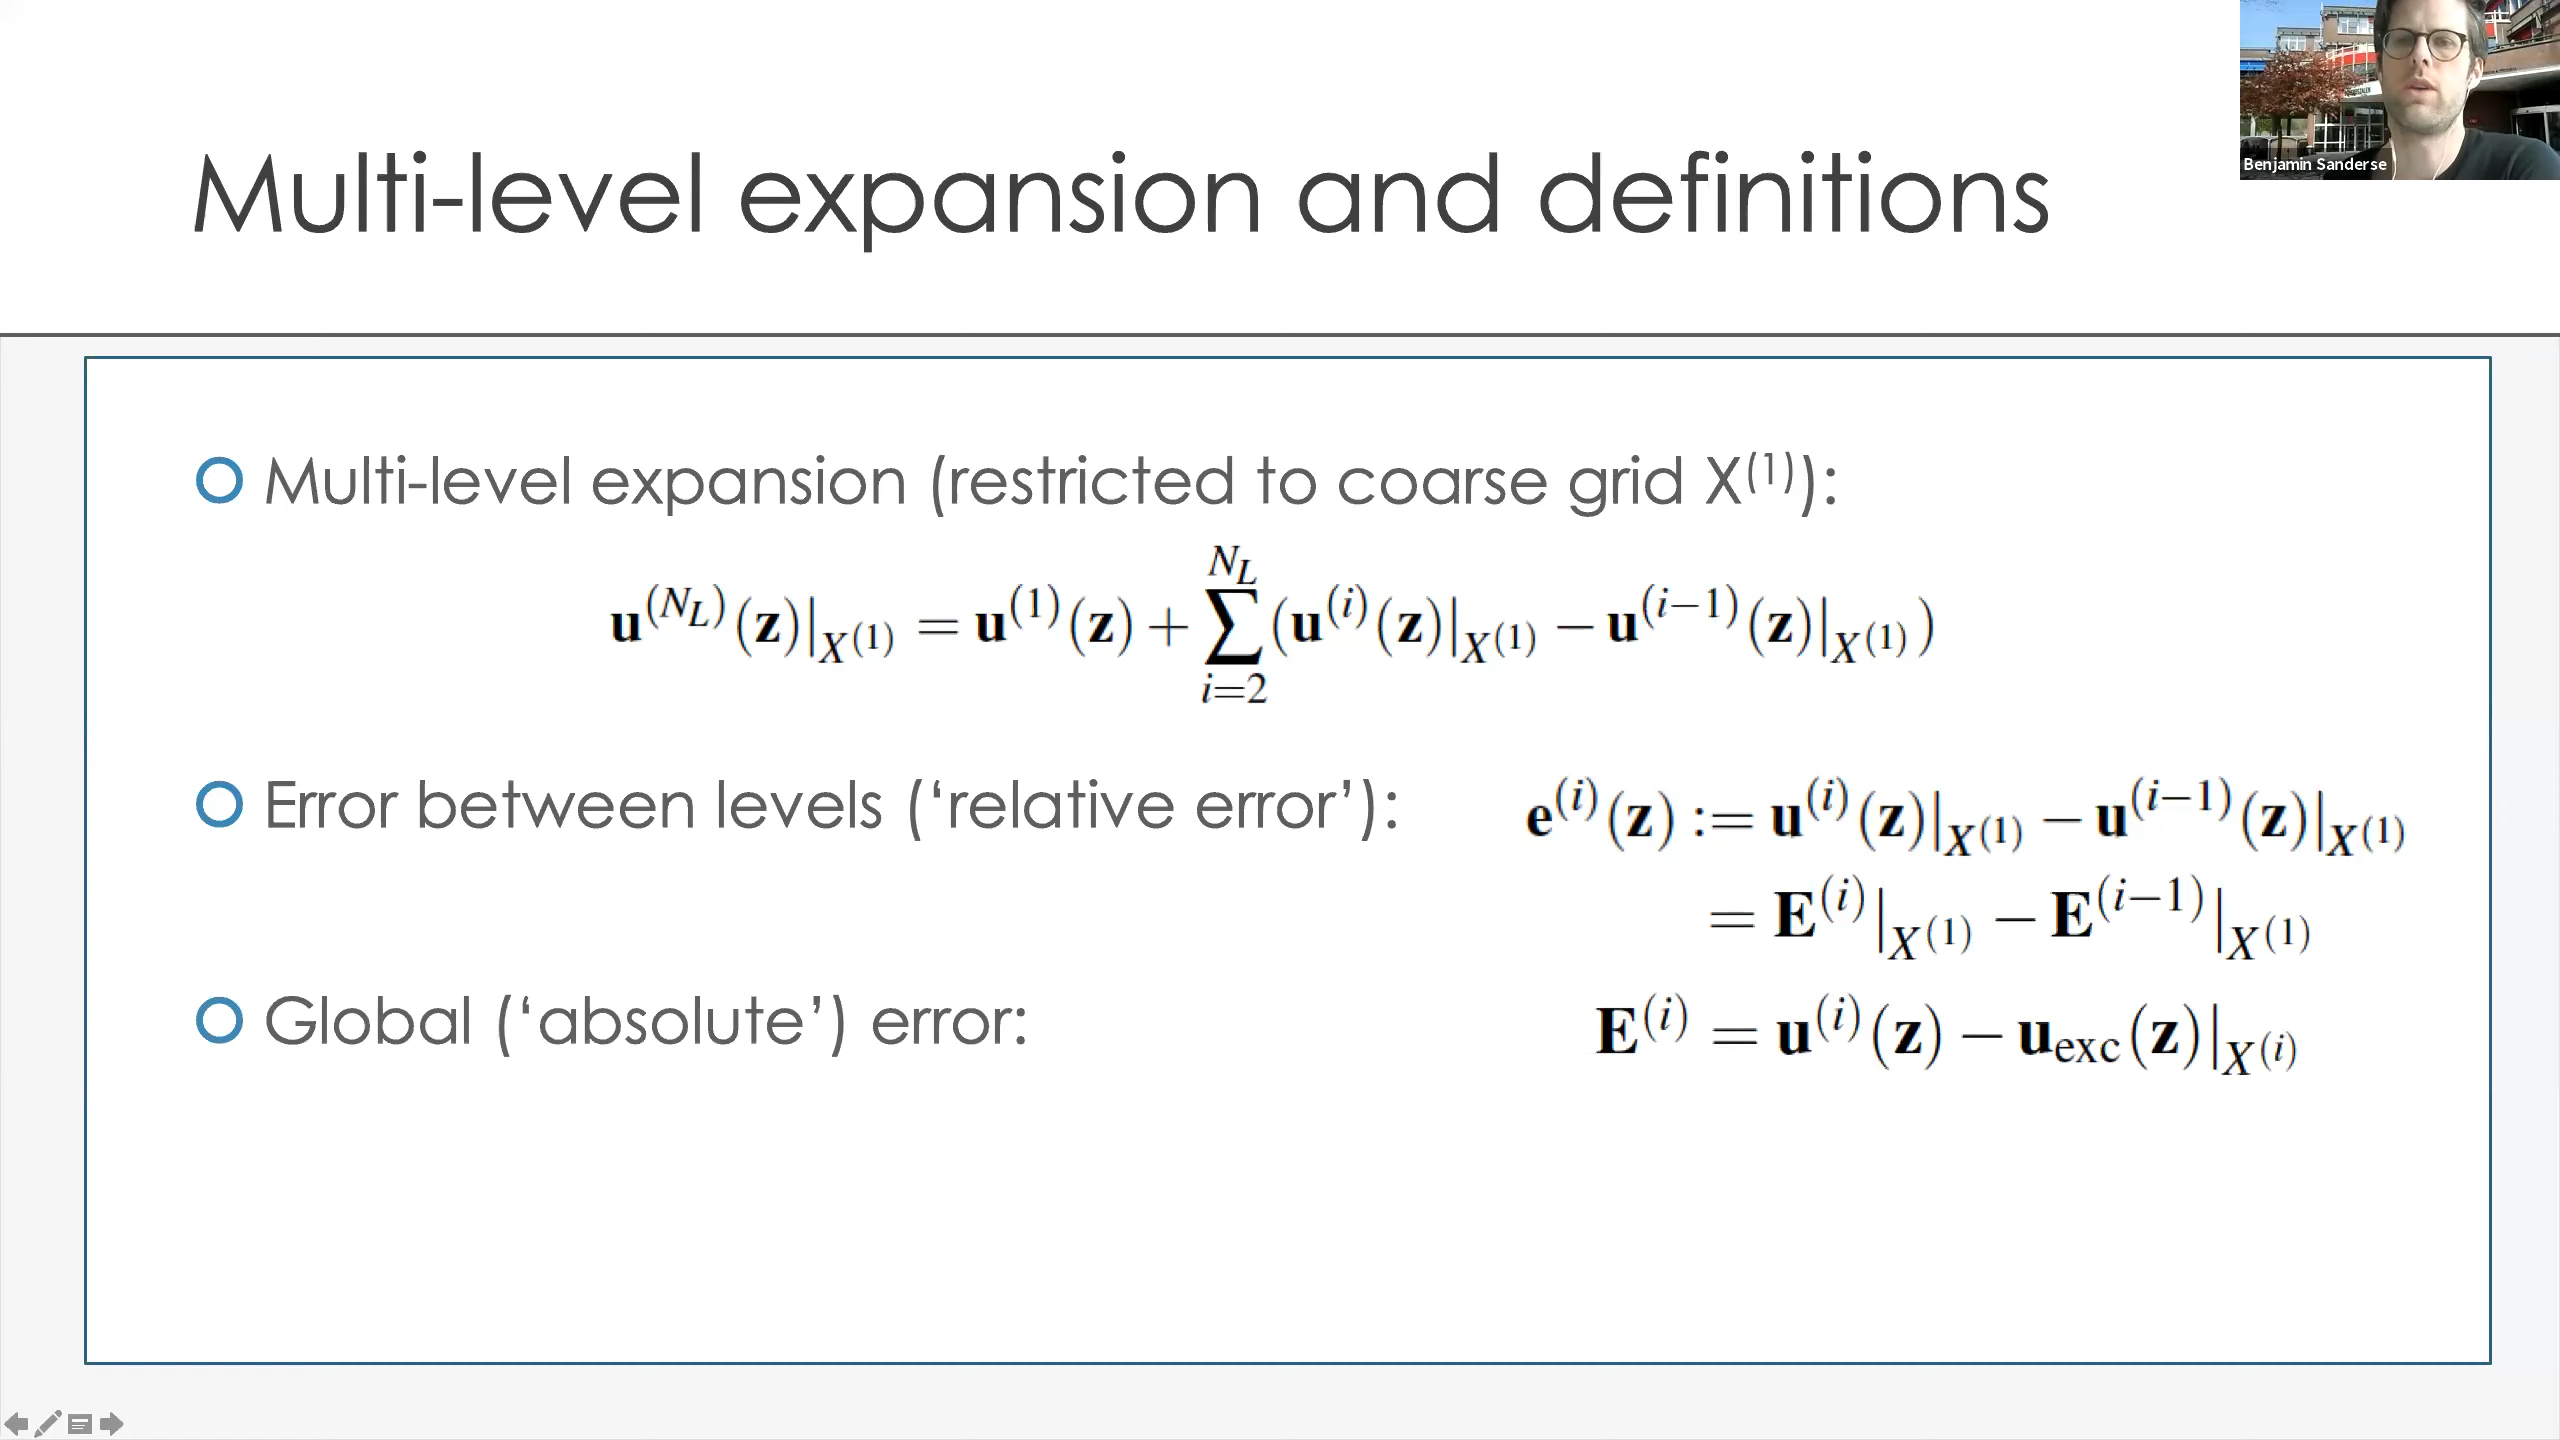 Benjamin Sanderse
Multi-level expansion and definitions
Multi-level expansion (restricted to coarse grid X⁽¹⁾):
𝐮^{(N_L)}(𝐳)|_{X^{(1)}} = 𝐮^{(1)}(𝐳) + ∑_{i=2}^{N_L} (𝐮^{(i)}(𝐳)|_{X^{(1)}} − 𝐮^{(i−1)}(𝐳)|_{X^{(1)}})
Error between levels (‘relative error’): 𝐞^{(i)}(𝐳) := 𝐮^{(i)}(𝐳)|_{X^{(1)}} − 𝐮^{(i−1)}(𝐳)|_{X^{(1)}}
= 𝐄^{(i)}|_{X^{(1)}} − 𝐄^{(i−1)}|_{X^{(1)}}
Global (‘absolute’) error: 𝐄^{(i)} = 𝐮^{(i)}(𝐳) − 𝐮_{exc}(𝐳)|_{X^{(i)}}